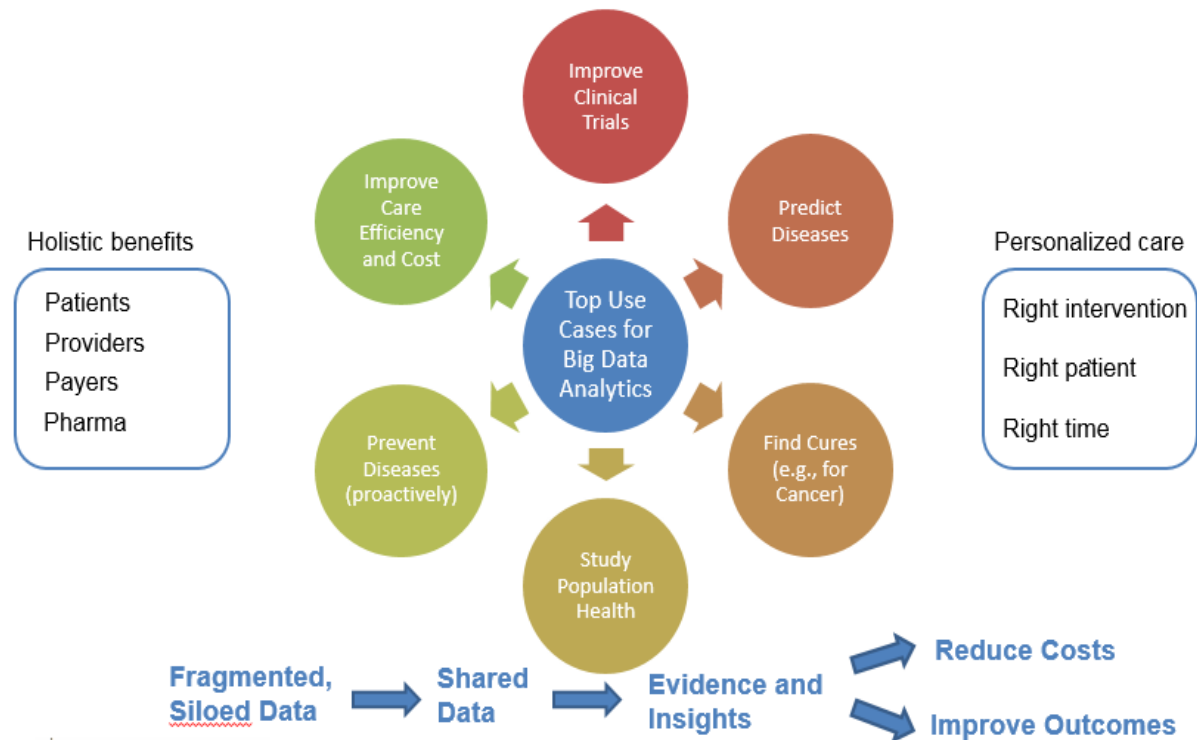 Improve
Clinical
Trials
Improve
Care
Efficiency
and Cost
Predict
Diseases
Holistic benefits
Patients
Providers
Payers
Pharma
Top Use
Cases for
Big Data
Analytics
Personalized care
Right intervention
Right patient
Right time
Prevent
Diseases
(proactively)
Find Cures
(e.g., for
Cancer)
Study
Population
Health
Fragmented,
Siloed Data
Shared
Data
Evidence and
Insights
Reduce Costs
Improve Outcomes